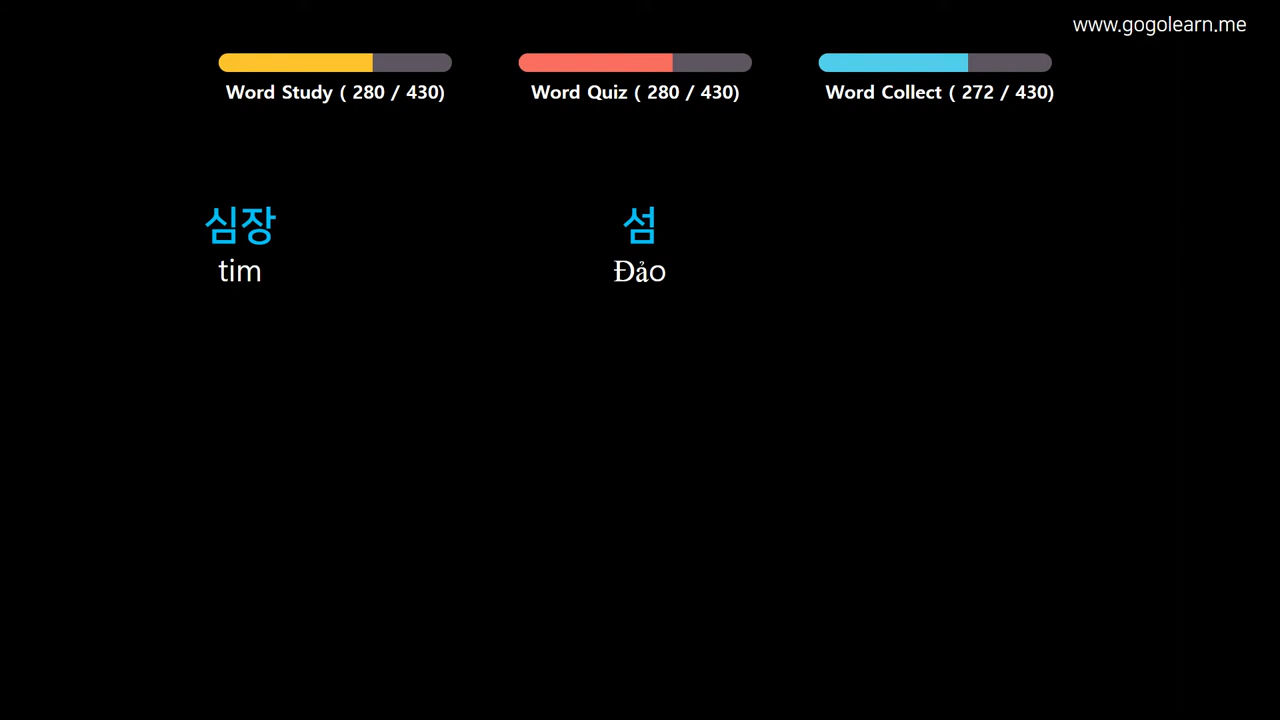 www.gogolearn.me
Word Study ( 280 / 430)
Word Quiz ( 280 / 430)
Word Collect ( 272 / 430)
심장
tim
섬
Đảo